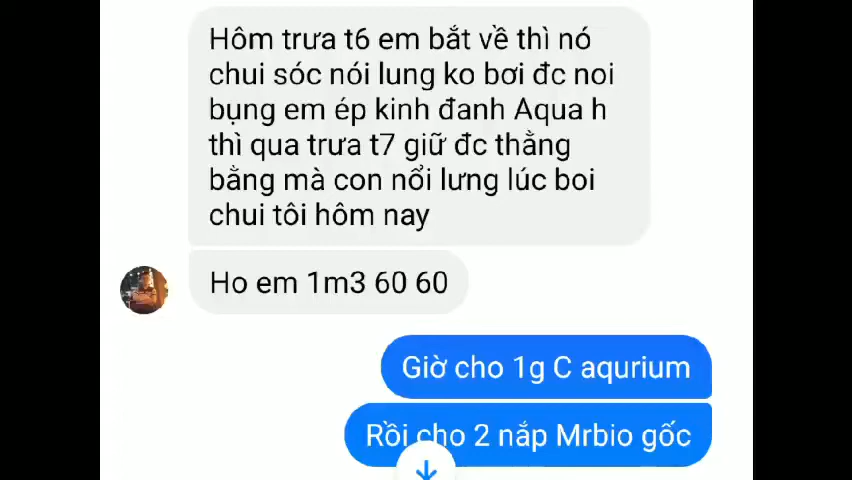 Hôm trưa t6 em bắt về thì nó
chui sóc nói lung ko bơi đc noi
bụng em ép kinh đanh Aqua h
thì qua trưa t7 giữ đc thằng
bằng mà con nổi lưng lúc boi
chui tôi hôm nay
Ho em 1m3 60 60
Giờ cho 1g C aqurium
Rồi cho 2 nắp Mrbio gốc